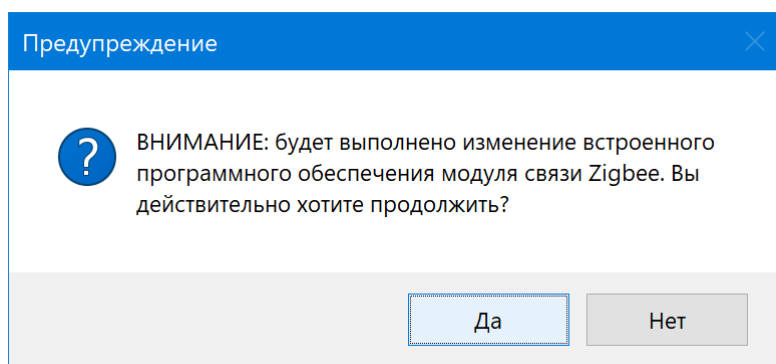 Предупреждение
ВНИМАНИЕ: будет выполнено изменение встроенного
программного обеспечения модуля связи Zigbee. Вы
действительно хотите продолжить?
Да
Нет